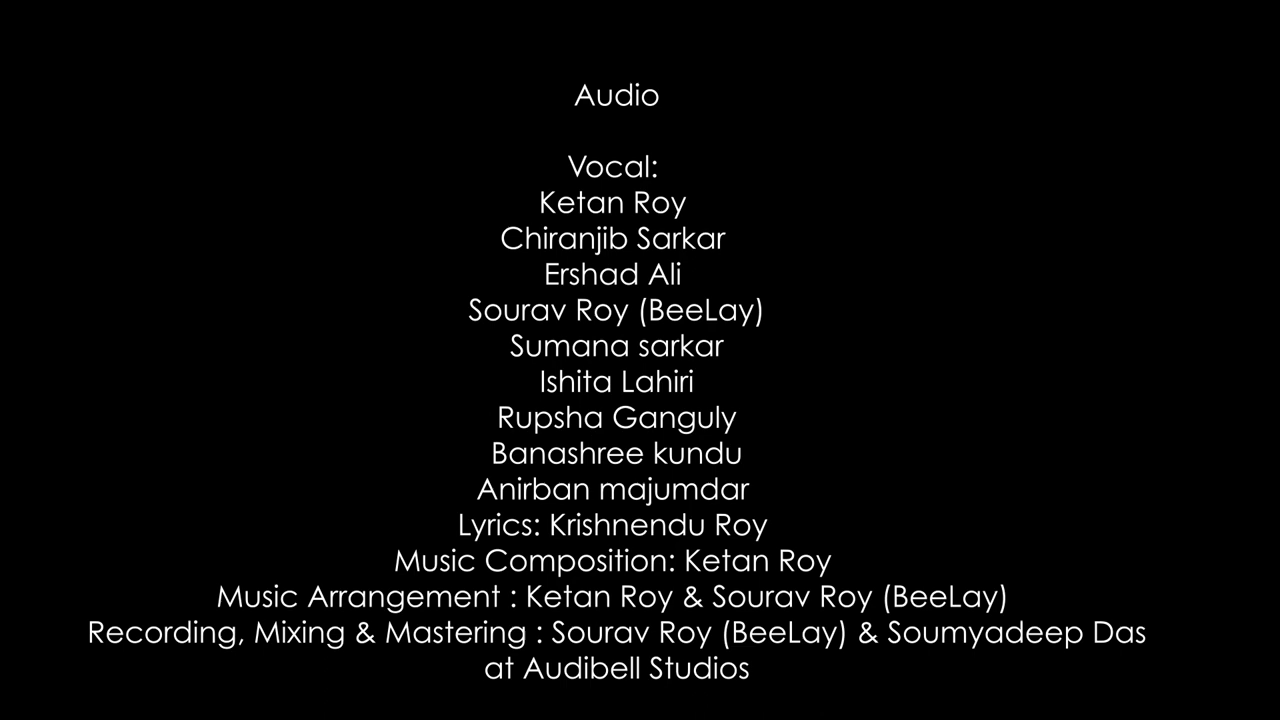 Audio
Vocal:
Ketan Roy
Chiranjib Sarkar
Ershad Ali
Sourav Roy (BeeLay)
Sumana sarkar
Ishita Lahiri
Rupsha Ganguly
Banashree kundu
Anirban majumdar
Lyrics: Krishnendu Roy
Music Composition: Ketan Roy
Music Arrangement : Ketan Roy & Sourav Roy (BeeLay)
Recording, Mixing & Mastering : Sourav Roy (BeeLay) & Soumyadeep Das
at Audibell Studios